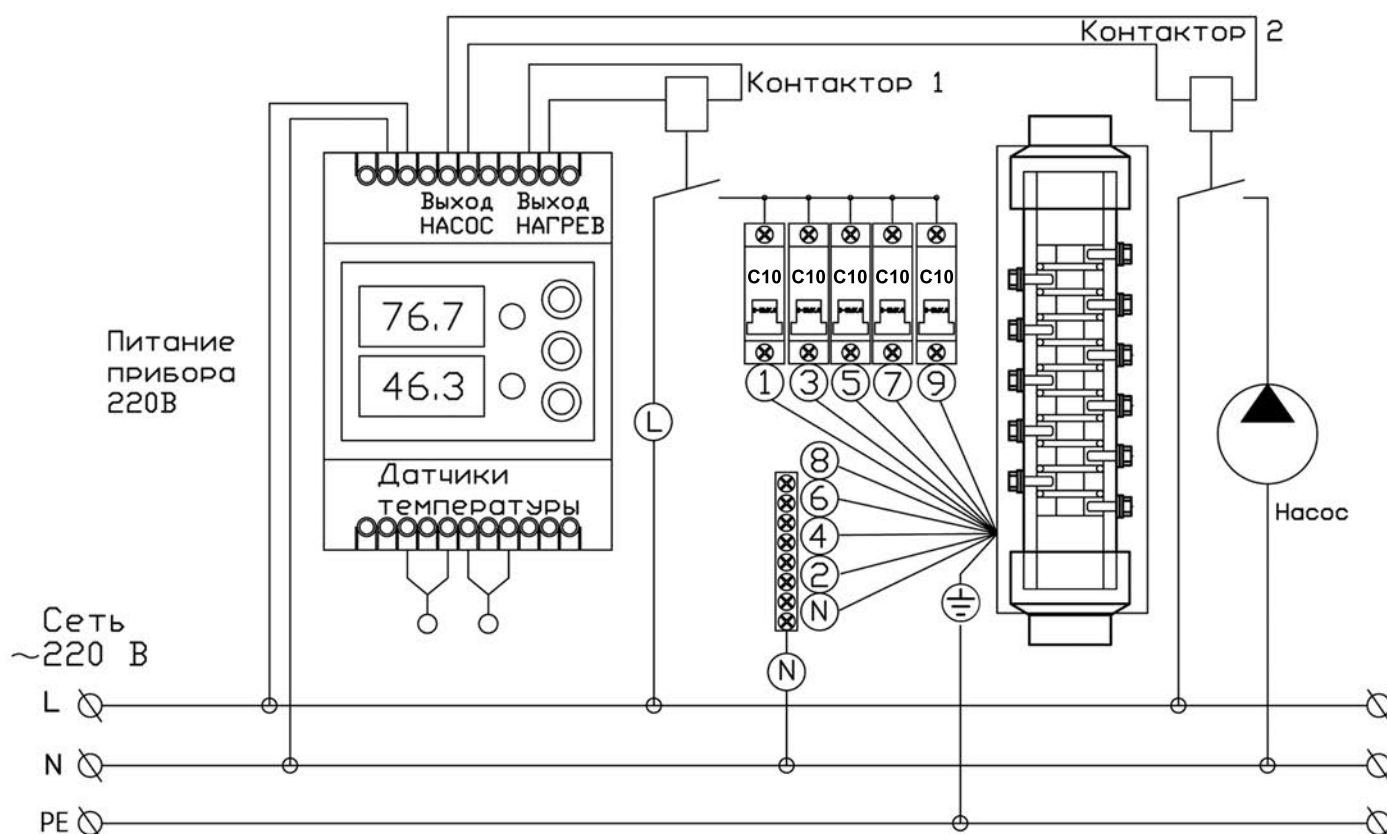 Контактор 2
Контактор 1
Выход
НАСОС
Выход
НАГРЕВ
C10
C10
C10
C10
C10
76.7
46.3
Питание
прибора
220В
L
1
3
5
7
9
Датчики
температуры
8
6
4
2
N
N
Насос
Сеть
~220 В
L
N
PE